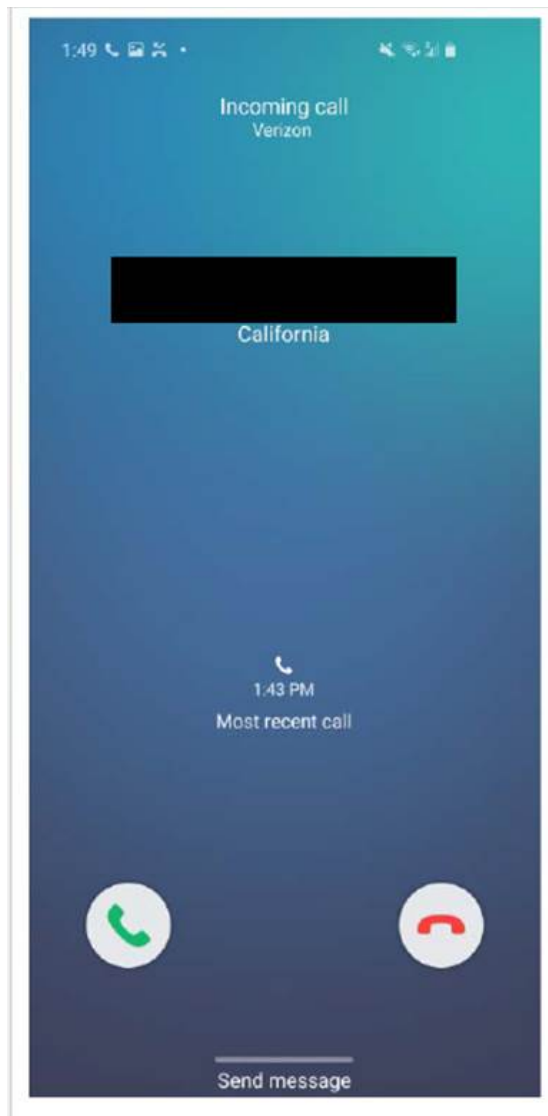 1:49
Incoming call
Verizon
California
1:43 PM
Most recent call
Send message